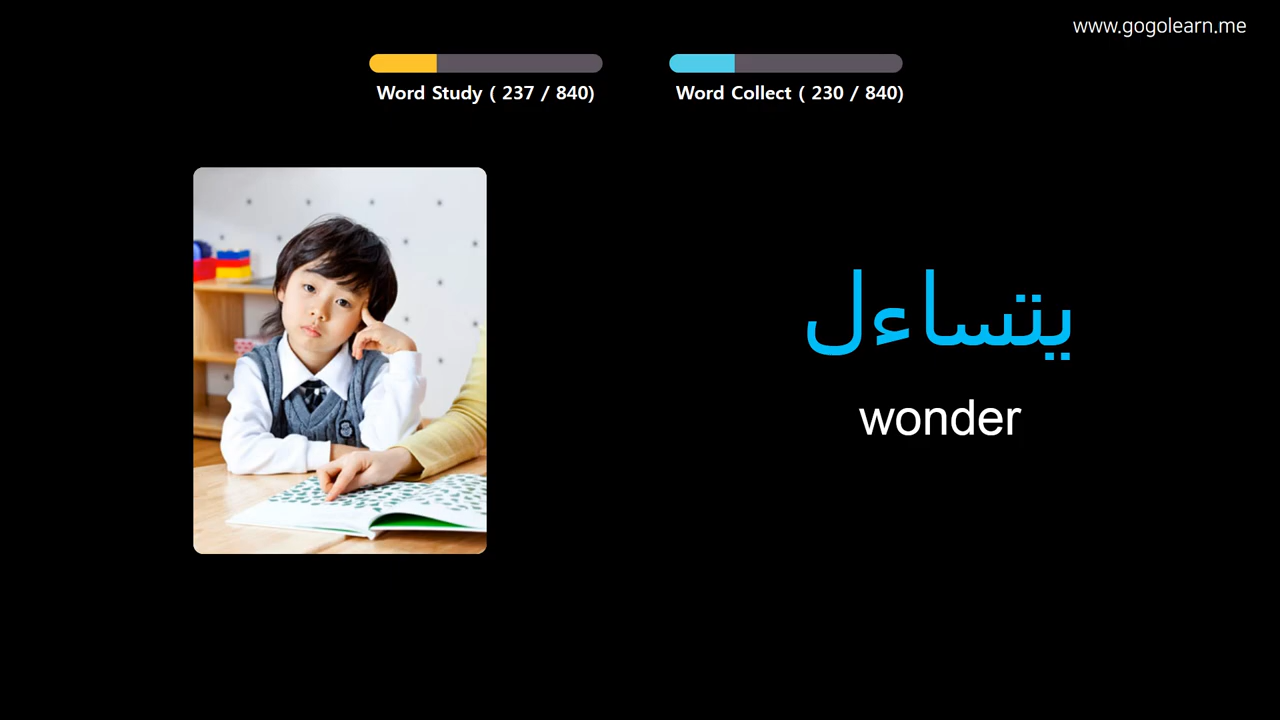 www.gogolearn.me
Word Study ( 237 / 840)
Word Collect ( 230 / 840)
يتساءل
wonder